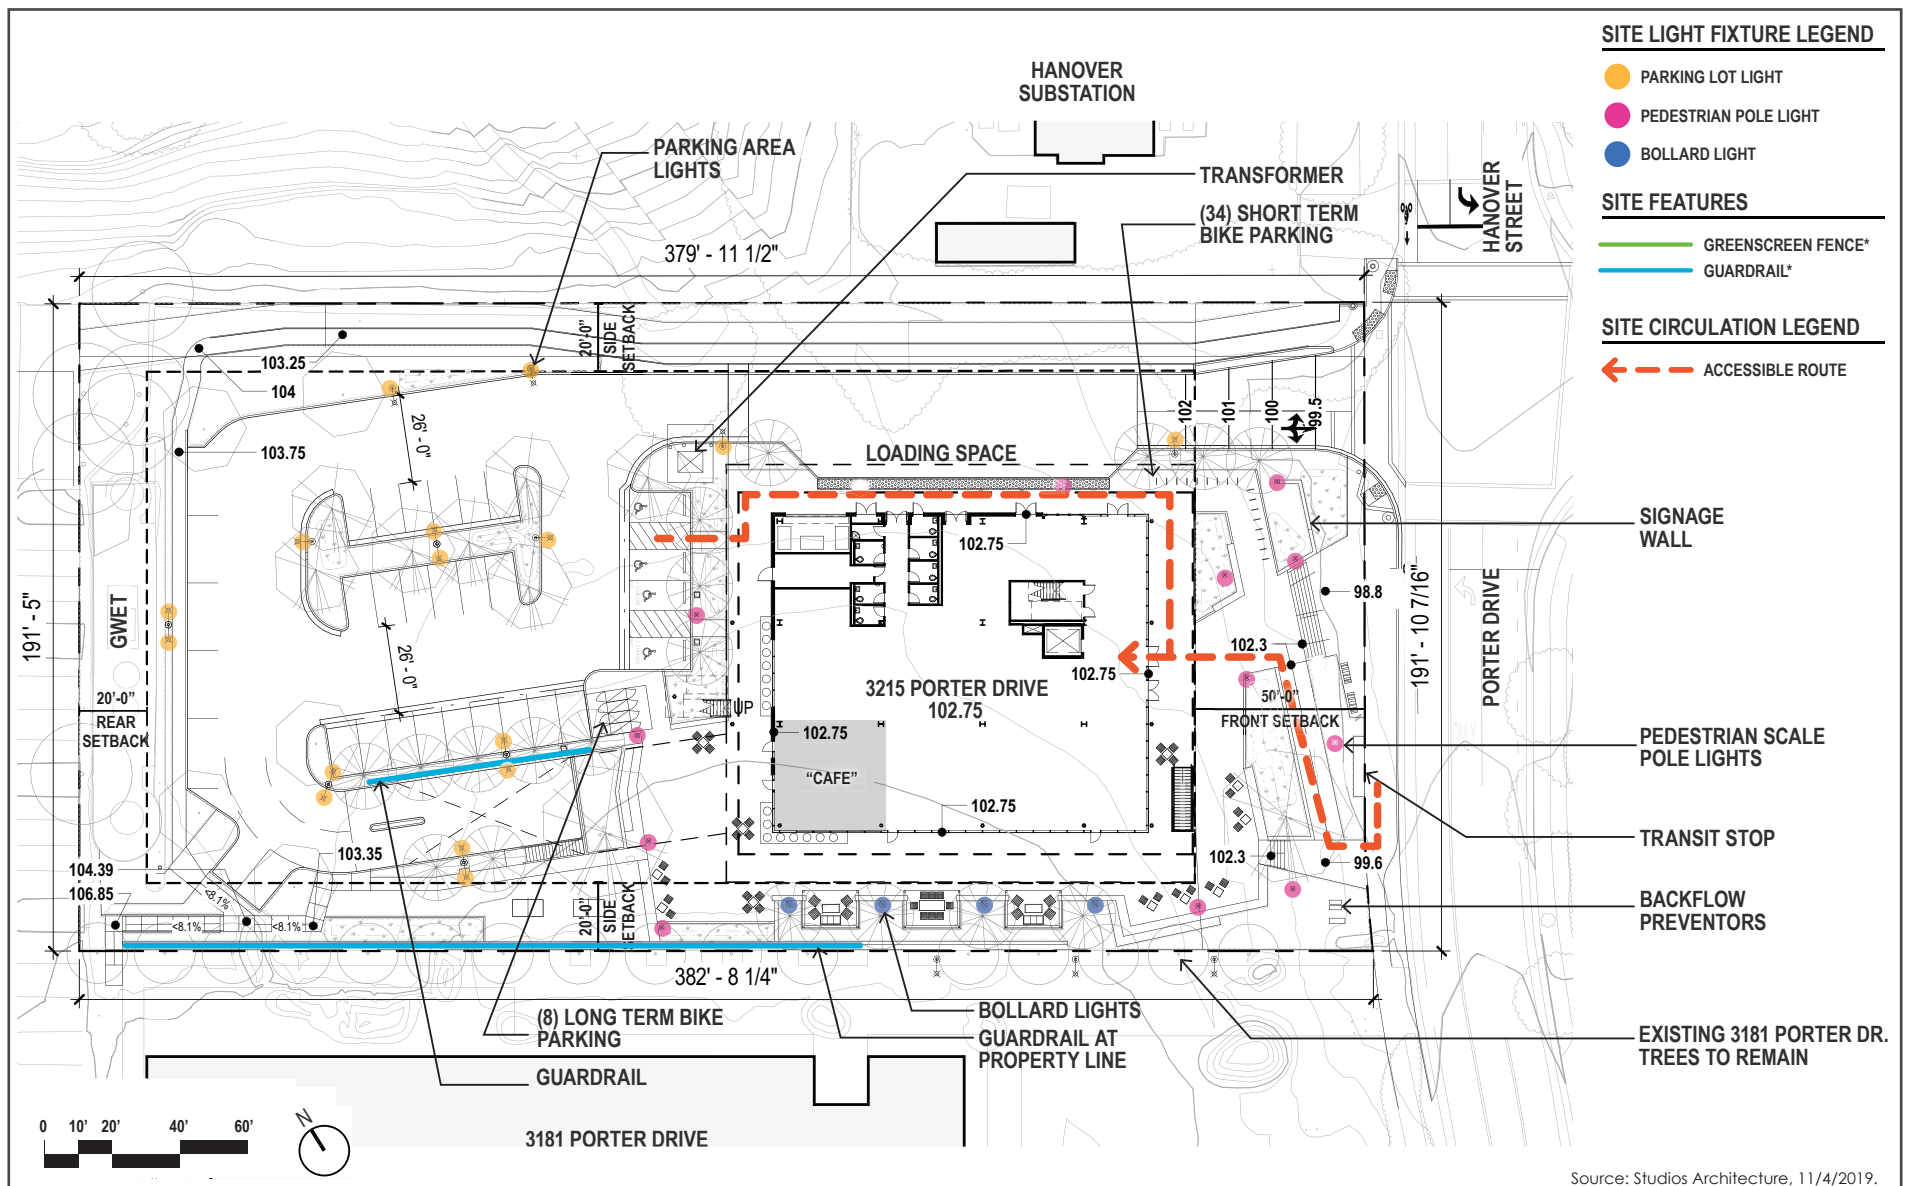 SITE LIGHT FIXTURE LEGEND
PARKING LOT LIGHT
PEDESTRIAN POLE LIGHT
BOLLARD LIGHT
SITE FEATURES
GREENSCREEN FENCE*
GUARDRAIL*
SITE CIRCULATION LEGEND
ACCESSIBLE ROUTE
HANOVER
SUBSTATION
PARKING AREA
LIGHTS
TRANSFORMER
(34) SHORT TERM
BIKE PARKING
HANOVER
STREET
379' - 11 1/2"
20'-0"
SIDE
SETBACK
103.25
104
103.75
26' - 0"
102
101
100
99.5
LOADING SPACE
SIGNAGE
WALL
102.75
98.8
191' - 5"
GWET
26' - 0"
191' - 10 7/16"
PORTER DRIVE
102.3
102.75
3215 PORTER DRIVE
102.75
50'-0"
FRONT SETBACK
20'-0"
REAR
SETBACK
UP
102.75
"CAFE"
102.75
PEDESTRIAN SCALE
POLE LIGHTS
TRANSIT STOP
103.35
102.3
99.6
104.39
106.85
<8.1%
<8.1%
<8.1%
20'-0"
SIDE
SETBACK
BACKFLOW
PREVENTORS
382' - 8 1/4"
(8) LONG TERM BIKE
PARKING
BOLLARD LIGHTS
GUARDRAIL AT
PROPERTY LINE
EXISTING 3181 PORTER DR.
TREES TO REMAIN
GUARDRAIL
3181 PORTER DRIVE
0 10' 20' 40' 60'
N
Source: Studios Architecture, 11/4/2019.